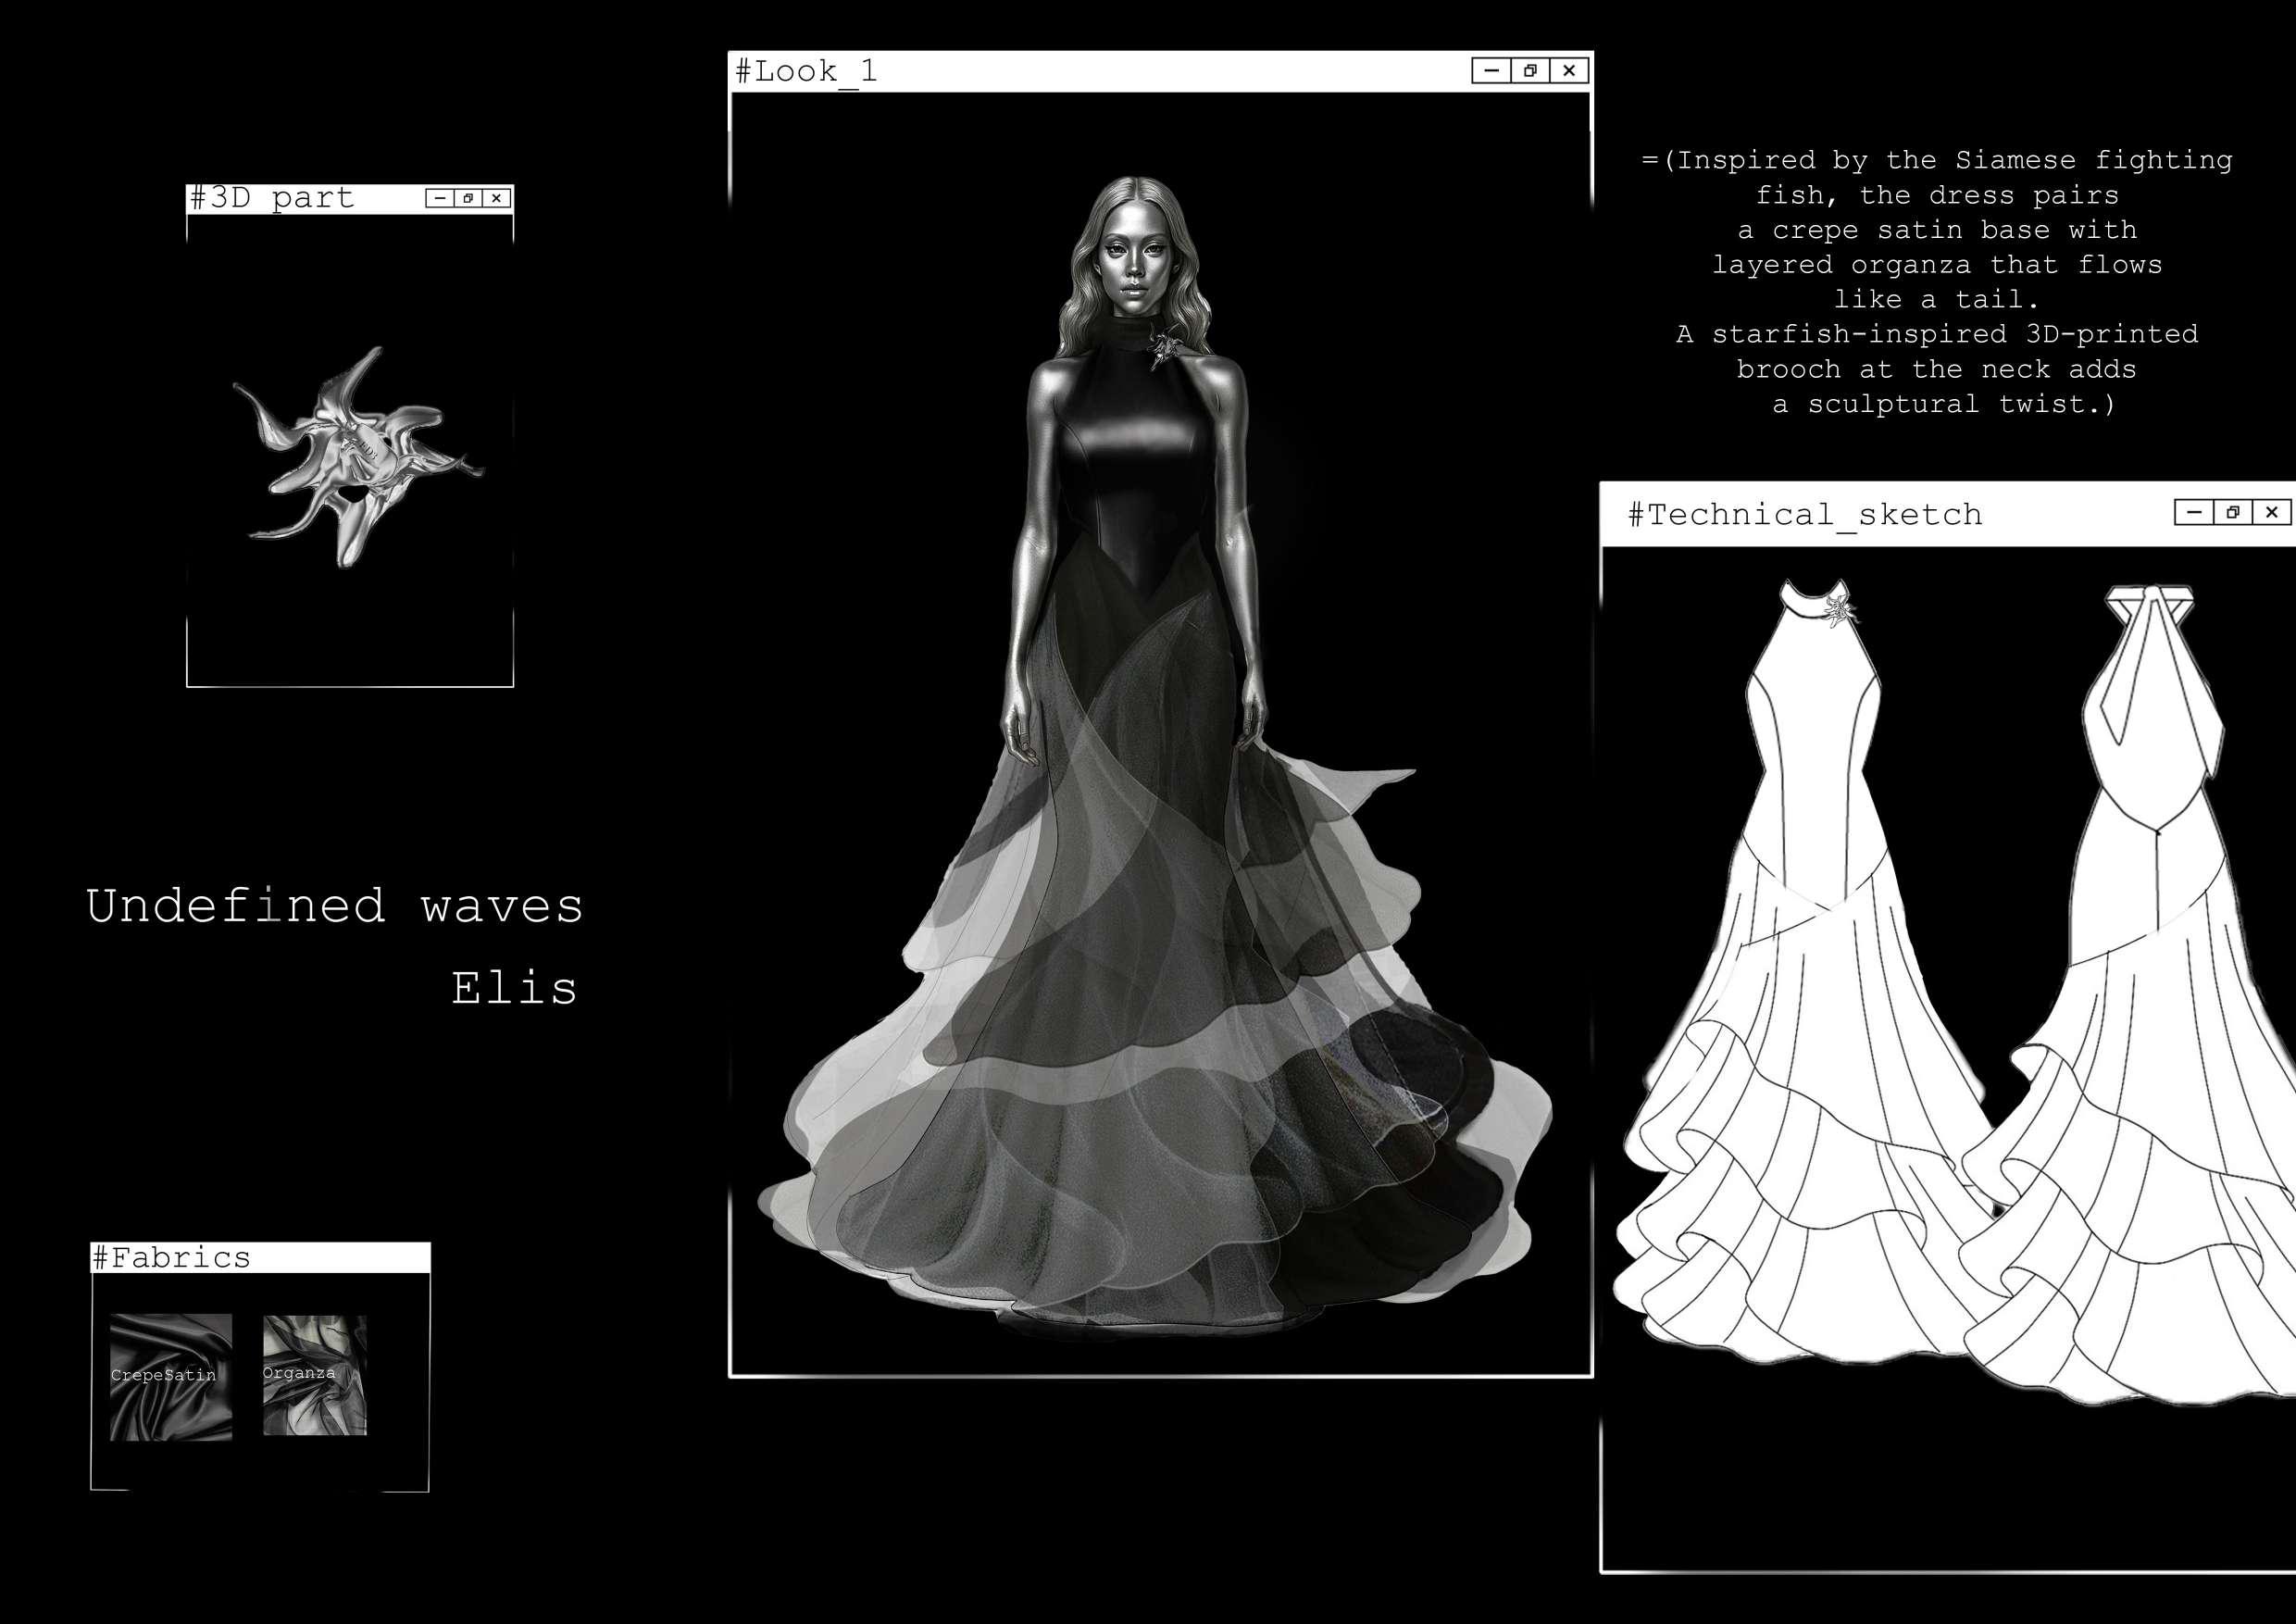 #Look_1
#3D part
=(Inspired by the Siamese fighting
fish, the dress pairs
a crepe satin base with
layered organza that flows
like a tail.
A starfish-inspired 3D-printed
brooch at the neck adds
a sculptural twist.)
#Technical_sketch
Undefined waves
Elis
#Fabrics
CrepeSatin
Organza